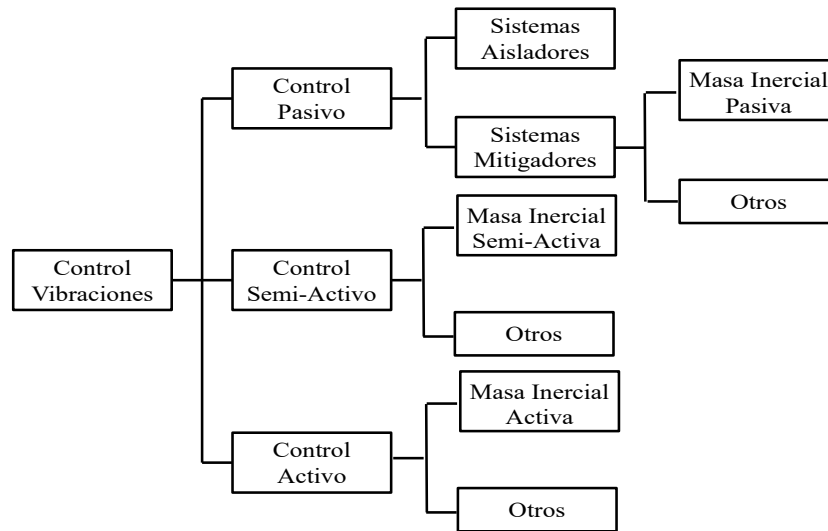 Sistemas
Aisladores
Control
Pasivo
Masa Inercial
Pasiva
Sistemas
Mitigadores
Otros
Masa Inercial
Semi-Activa
Control
Vibraciones
Control
Semi-Activo
Otros
Masa Inercial
Activa
Control
Activo
Otros